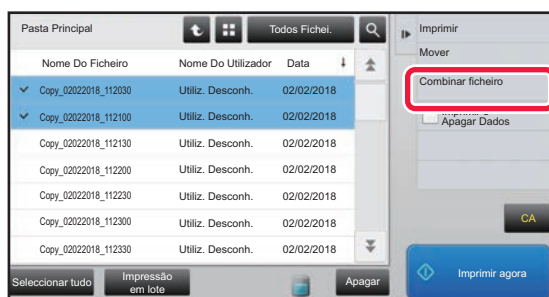 Pasta Principal
Todos Fichei.
Nome Do Ficheiro Nome Do Utilizador Data
Copy_02022018_112030 Utiliz. Desconh. 02/02/2018
Copy_02022018_112100 Utiliz. Desconh. 02/02/2018
Copy_02022018_112130 Utiliz. Desconh. 02/02/2018
Copy_02022018_112200 Utiliz. Desconh. 02/02/2018
Copy_02022018_112230 Utiliz. Desconh. 02/02/2018
Copy_02022018_112300 Utiliz. Desconh. 02/02/2018
Copy_02022018_112330 Utiliz. Desconh. 02/02/2018
Seleccionar tudo
Impressão
em lote
Apagar
Imprimir
Mover
Combinar ficheiro
Apagar Dados
CA
Imprimir agora